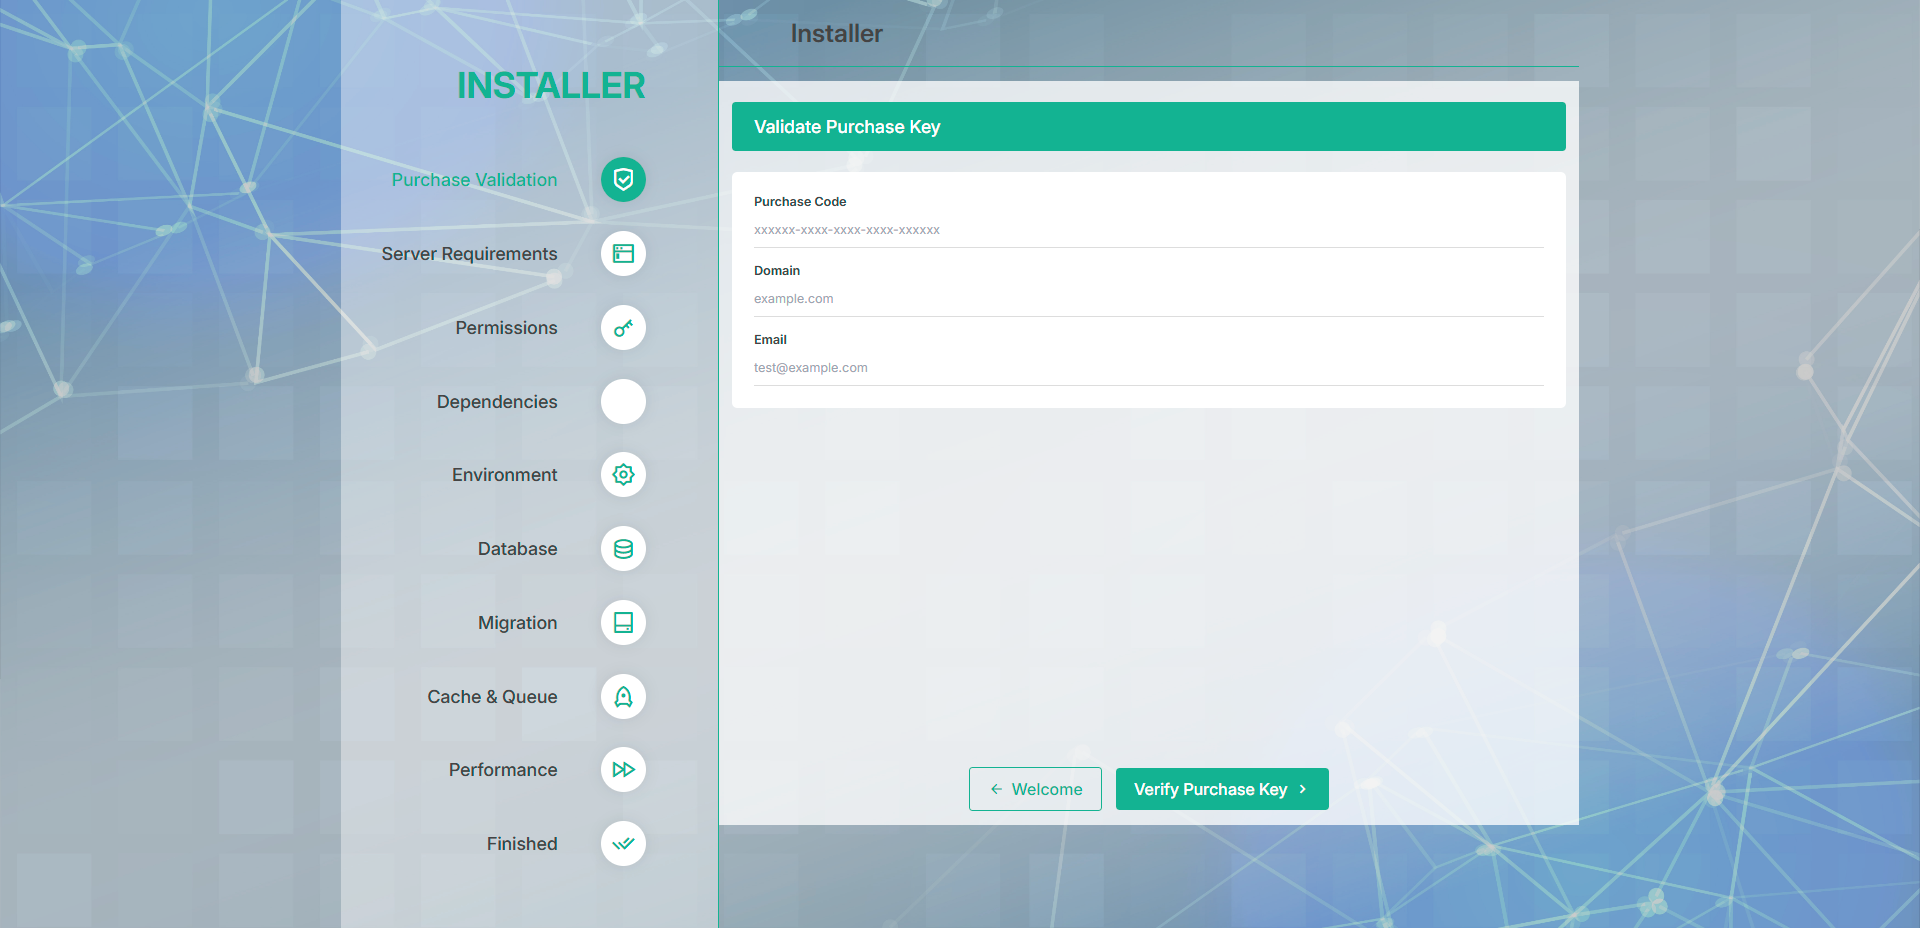 INSTALLER
Purchase Validation
Server Requirements
Permissions
Dependencies
Environment
Database
Migration
Cache & Queue
Performance
Finished
Installer
Validate Purchase Key
Purchase Code
xxxxxx-xxxx-xxxx-xxxx-xxxxxx
Domain
example.com
Email
test@example.com
Welcome
Verify Purchase Key